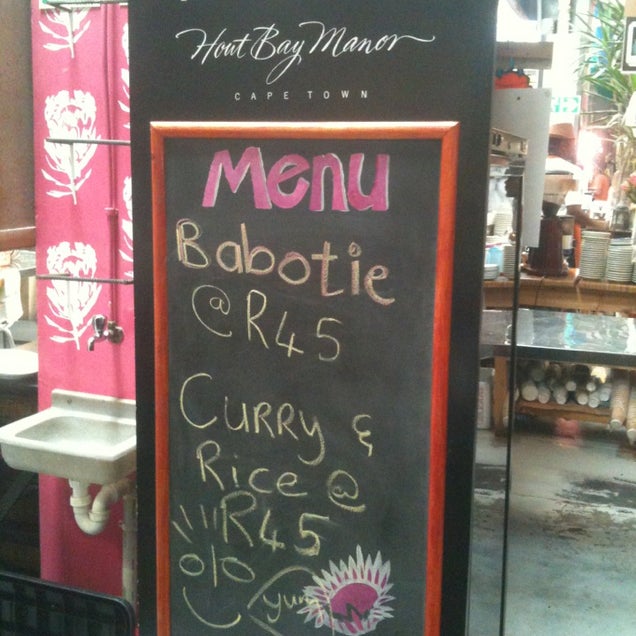 Hout Bay Manor
CAPE TOWN
Menu
Babotie
@ R45
CURRY &
Rice @
R45
yum